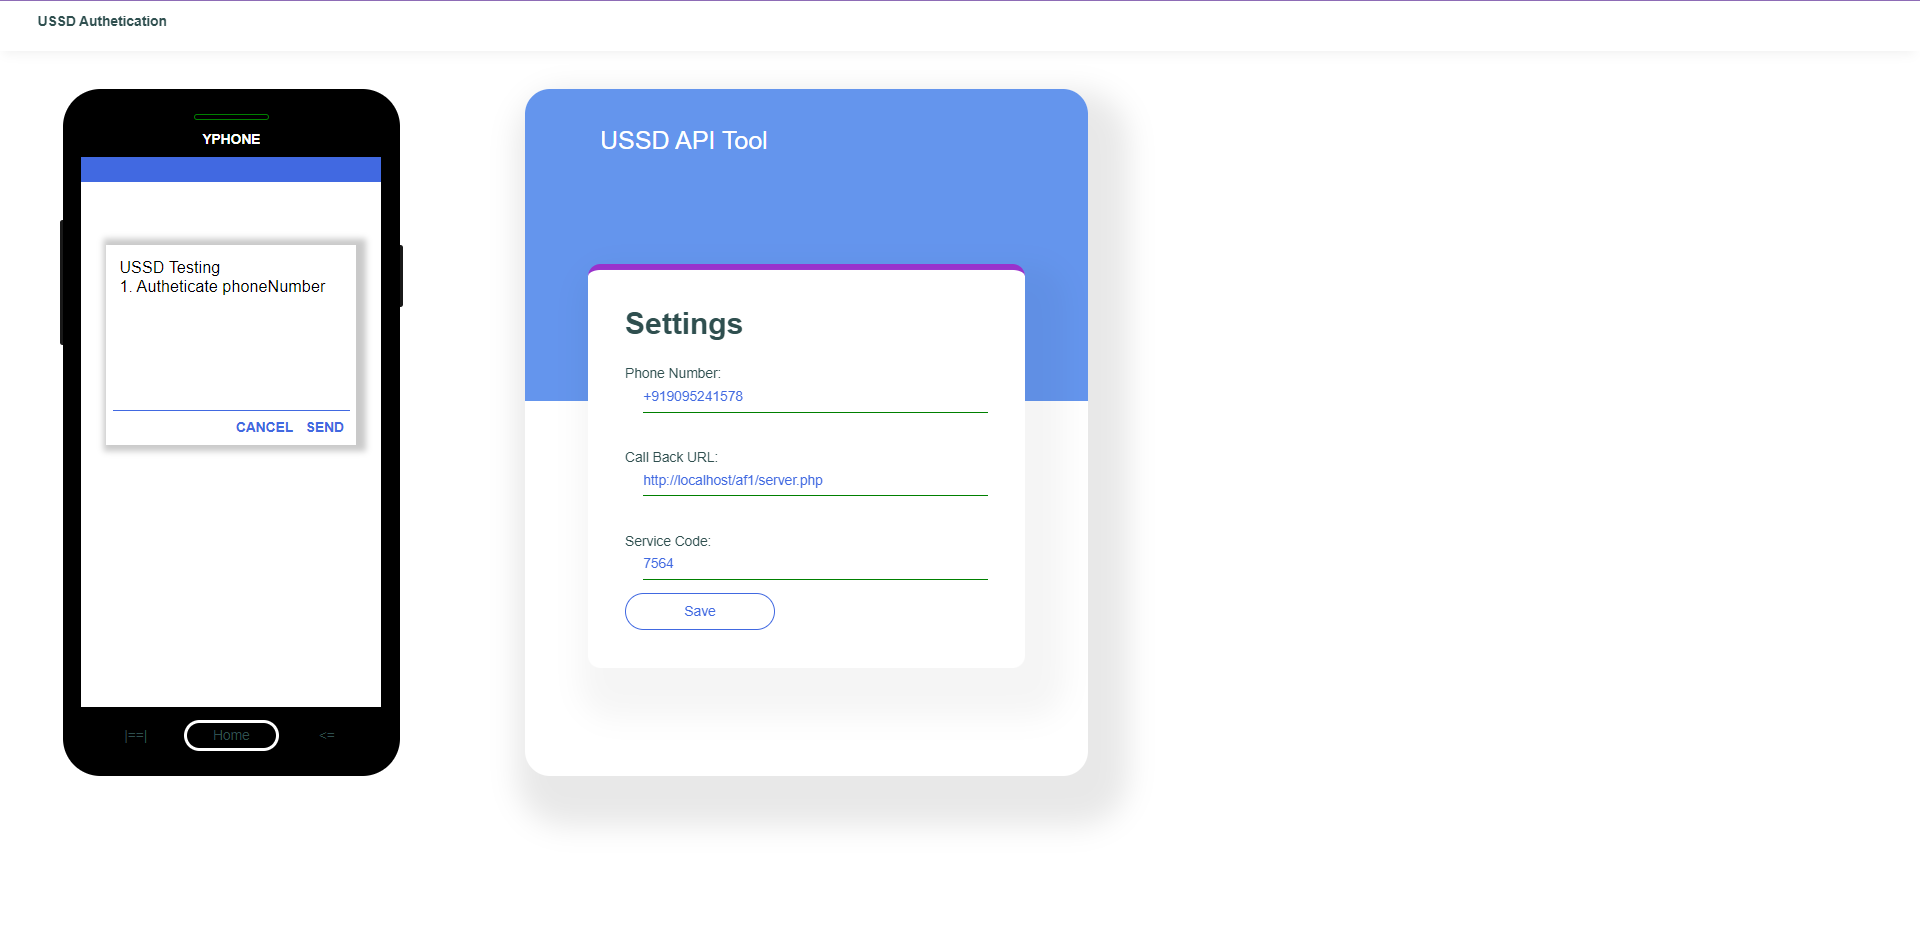 USSD Authetication
YPHONE
USSD Testing
1. Autheticate phoneNumber
CANCEL SEND
|==| Home <=
USSD API Tool
Settings
Phone Number:
+919095241578
Call Back URL:
http://localhost/af1/server.php
Service Code:
7564
Save